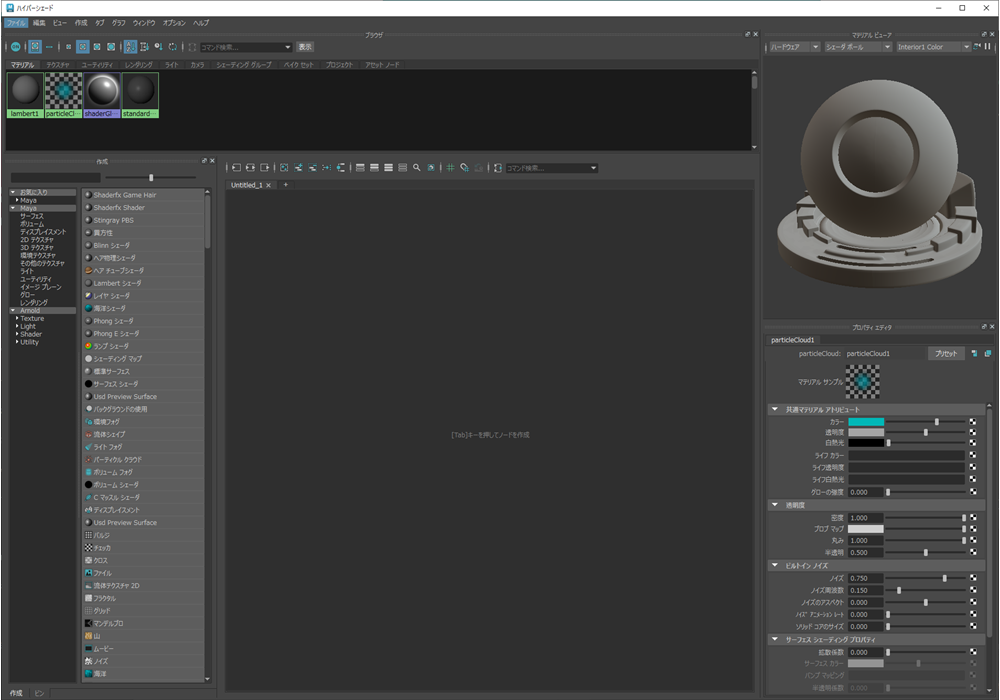 ハイパーシェード
ファイル 編集 ビュー 作成 タブ グラフ ウィンドウ オプション ヘルプ
ブラウザ
コマンド検索... 表示
マテリアル テクスチャ ユーティリティ レンダリング ライト カメラ シェーディング グループ ベイク セット プロジェクト アセット ノード
lambert1 particleCl... shaderGl... standard...
マテリアル ビューア
ハードウェア シェーダ ボール Interior1 Color
作成
お気に入り
Maya
Maya
サーフェス
ボリューム
ディスプレイスメント
2D テクスチャ
3D テクスチャ
環境テクスチャ
その他のテクスチャ
ライト
ユーティリティ
イメージ プレーン
グロー
レンダリング
Arnold
Texture
Light
Shader
Utility
Shaderfx Game Hair
Shaderfx Shader
Stingray PBS
異方性
Blinn シェーダ
ヘア物理シェーダ
ヘア チューブシェーダ
Lambert シェーダ
レイヤ シェーダ
海洋シェーダ
Phong シェーダ
Phong E シェーダ
ランプ シェーダ
シェーディング マップ
標準サーフェス
サーフェス シェーダ
Usd Preview Surface
バックグラウンドの使用
環境フォグ
流体シェイプ
ライト フォグ
パーティクル クラウド
ボリューム フォグ
ボリューム シェーダ
C マッスル シェーダ
ディスプレイスメント
Usd Preview Surface
バルジ
チェッカ
クロス
ファイル
流体テクスチャ 2D
フラクタル
グリッド
マンデルブロ
山
ムービー
ノイズ
海洋
コマンド検索...
Untitled_1 × +
[Tab]キーを押してノードを作成
プロパティ エディタ
particleCloud1
particleCloud: particleCloud1 プリセット
マテリアル サンプル
共通マテリアル アトリビュート
カラー
透明度
白熱光
ライフ カラー
ライフ透明度
ライフ白熱光
グローの強度 0.000
透明度
密度 1.000
ブロブ マップ
丸み 1.000
半透明 0.500
ビルトイン ノイズ
ノイズ 0.750
ノイズ周波数 0.150
ノイズのアスペクト 0.000
ノイズ アニメーション レート 0.000
ソリッド コアのサイズ 0.000
サーフェス シェーディング プロパティ
拡散係数 0.000
サーフェス カラー
バンプ マッピング
半透明係数 0.000
作成 ビン